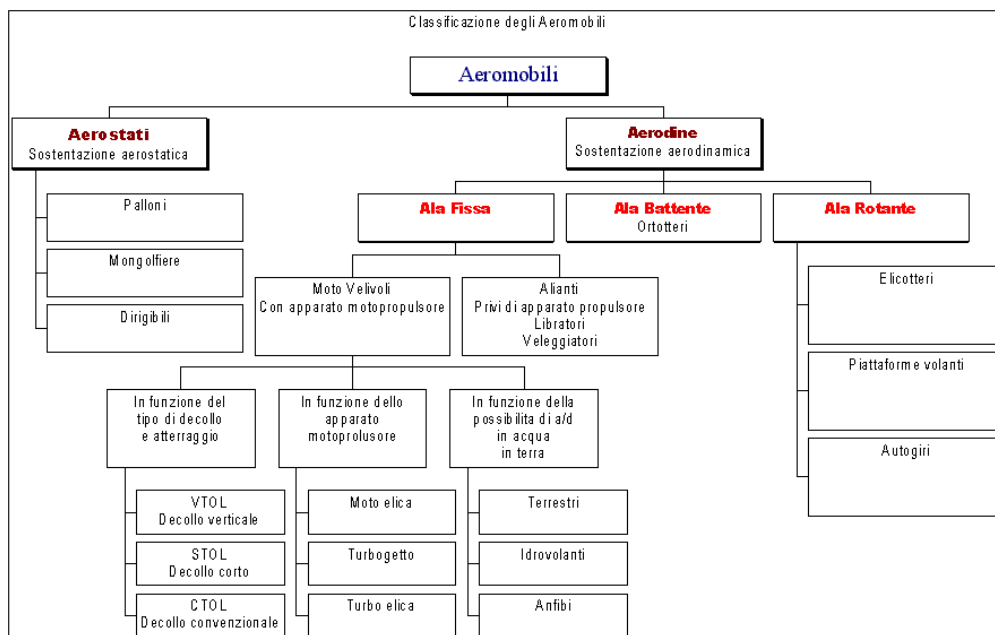 Classificazione degli Aeromobili
Aeromobili
Aerostati
Sostentazione aerostatica
Palloni
Mongolfiere
Dirigibili
Aerodine
Sostentazione aerodinamica
Ala Fissa
Ala Battente
Ortotteri
Ala Rotante
Moto Velivoli
Con apparato motopropulsore
Alianti
Privi di apparato propulsore
Libratori
Veleggiatori
Elicotteri
Piattaforme volanti
Autogiri
In funzione del
tipo di decollo
e atterraggio
VTOL
Decollo verticale
STOL
Decollo corto
CTOL
Decollo convenzionale
In funzione dello
apparato
motoprolusore
Moto elica
Turbogetto
Turbo elica
In funzione della
possibilita di a/d
in acqua
in terra
Terrestri
Idrovolanti
Anfibi